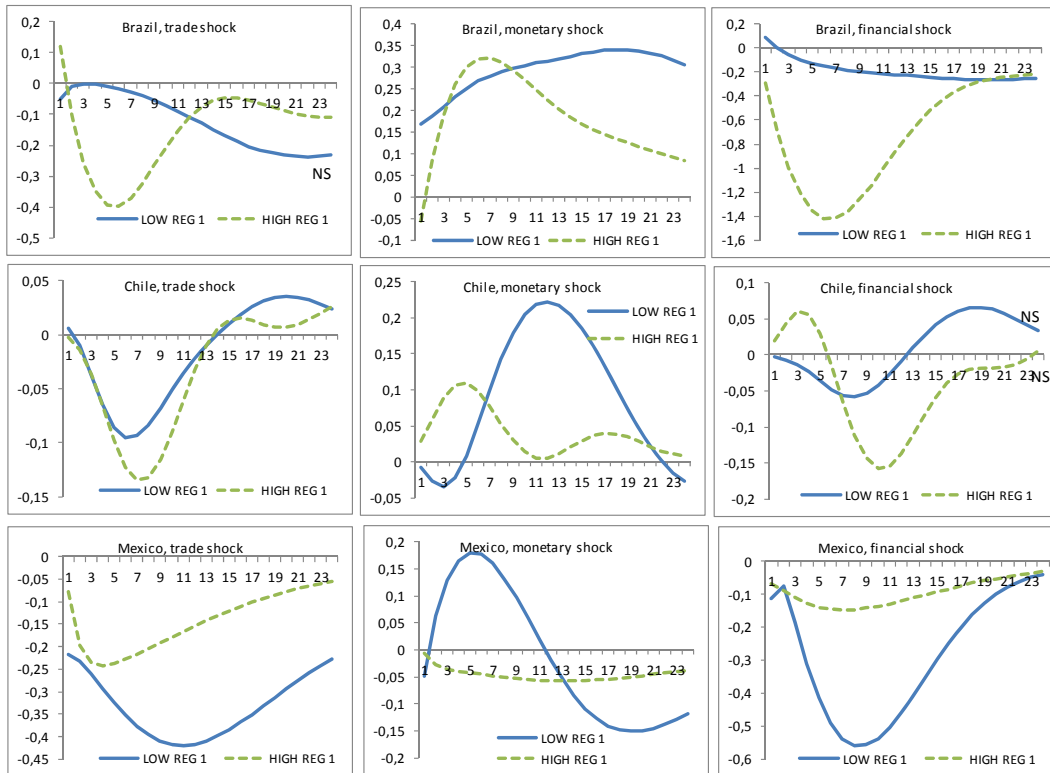 Brazil, trade shock
0,2
0,1
0
-0,1
-0,2
-0,3
-0,4
-0,5
1 3 5 7 9 11 13 15 17 19 21 23
NS
LOW REG 1 HIGH REG 1
Brazil, monetary shock
0,4
0,35
0,3
0,25
0,2
0,15
0,1
0,05
0
-0,05
-0,1
1 3 5 7 9 11 13 15 17 19 21 23
LOW REG 1 HIGH REG 1
Brazil, financial shock
0,2
0
-0,2
-0,4
-0,6
-0,8
-1
-1,2
-1,4
-1,6
1 3 5 7 9 11 13 15 17 19 21 23
LOW REG 1 HIGH REG 1
Chile, trade shock
0,05
0
-0,05
-0,1
-0,15
1 3 5 7 9 11 13 15 17 19 21 23
LOW REG 1 HIGH REG 1
Chile, monetary shock
0,25
0,2
0,15
0,1
0,05
0
-0,05
1 3 5 7 9 11 13 15 17 19 21 23
LOW REG 1
HIGH REG 1
Chile, financial shock
0,1
0,05
0
-0,05
-0,1
-0,15
-0,2
1 3 5 7 9 11 13 15 17 19 21 23
NS
NS
LOW REG 1 HIGH REG 1
Mexico, trade shock
0
-0,05
-0,1
-0,15
-0,2
-0,25
-0,3
-0,35
-0,4
-0,45
1 3 5 7 9 11 13 15 17 19 21 23
LOW REG 1 HIGH REG 1
Mexico, monetary shock
0,2
0,15
0,1
0,05
0
-0,05
-0,1
-0,15
-0,2
1 3 5 7 9 11 13 15 17 19 21 23
LOW REG 1
HIGH REG 1
Mexico, financial shock
0
-0,1
-0,2
-0,3
-0,4
-0,5
-0,6
1 3 5 7 9 11 13 15 17 19 21 23
LOW REG 1 HIGH REG 1